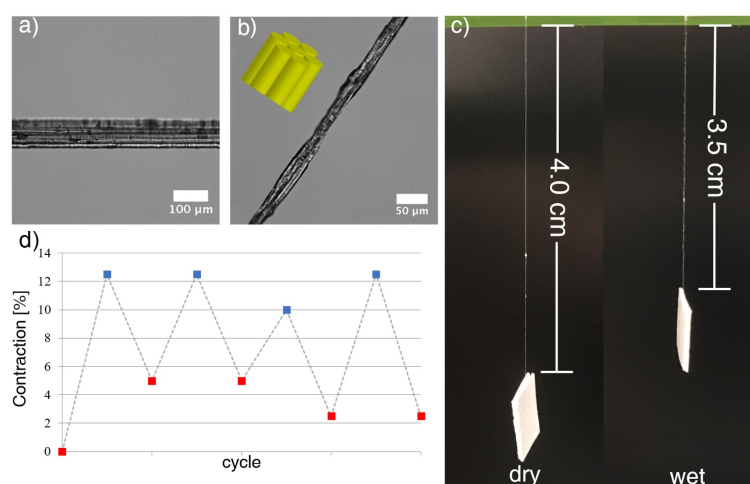 a)
100 µm
b)
50 µm
c)
4.0 cm
3.5 cm
dry
wet
d)
Contraction [%]
14
12
10
8
6
4
2
0
cycle